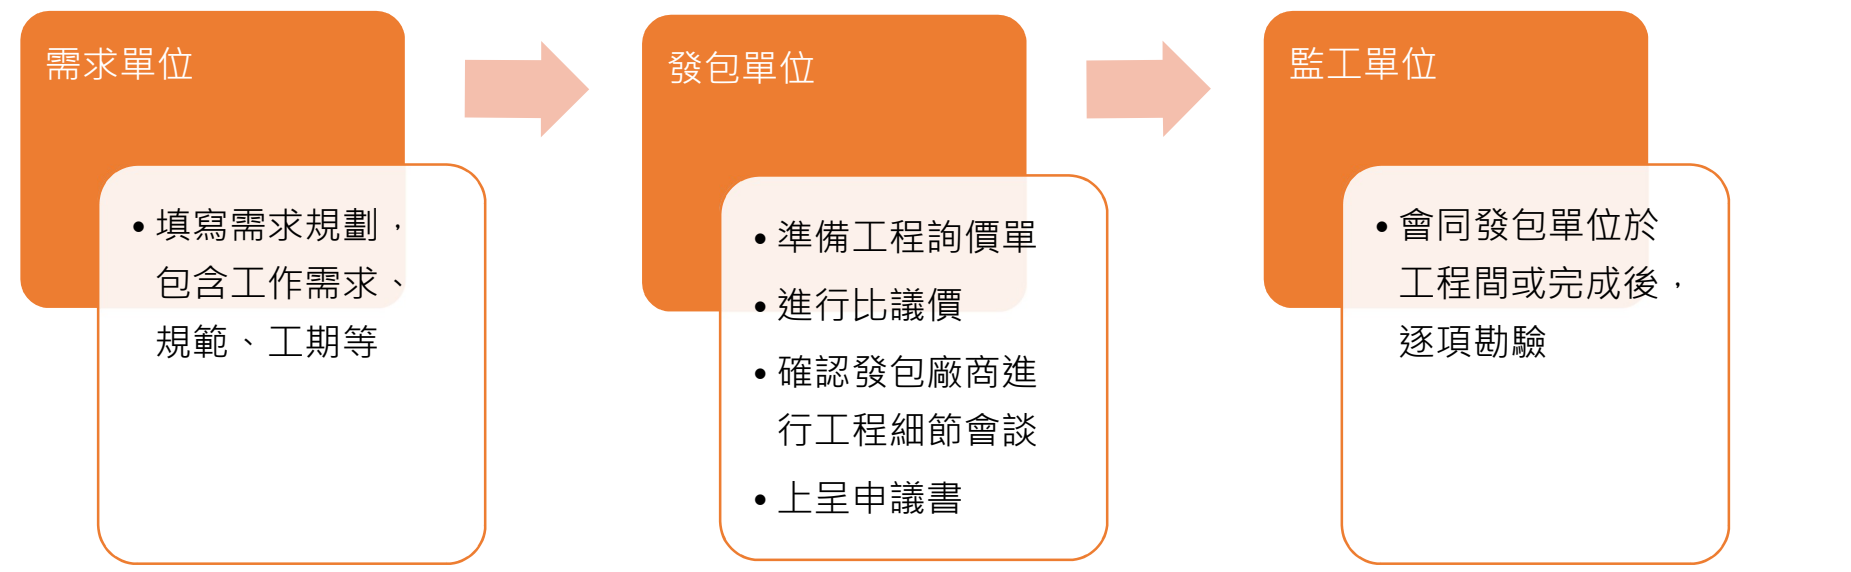 需求單位
• 填寫需求規劃，
包含工作需求、
規範、工期等
發包單位
• 準備工程詢價單
• 進行比議價
• 確認發包廠商進
行工程細節會談
• 上呈申議書
監工單位
• 會同發包單位於
工程間或完成後，
逐項勘驗